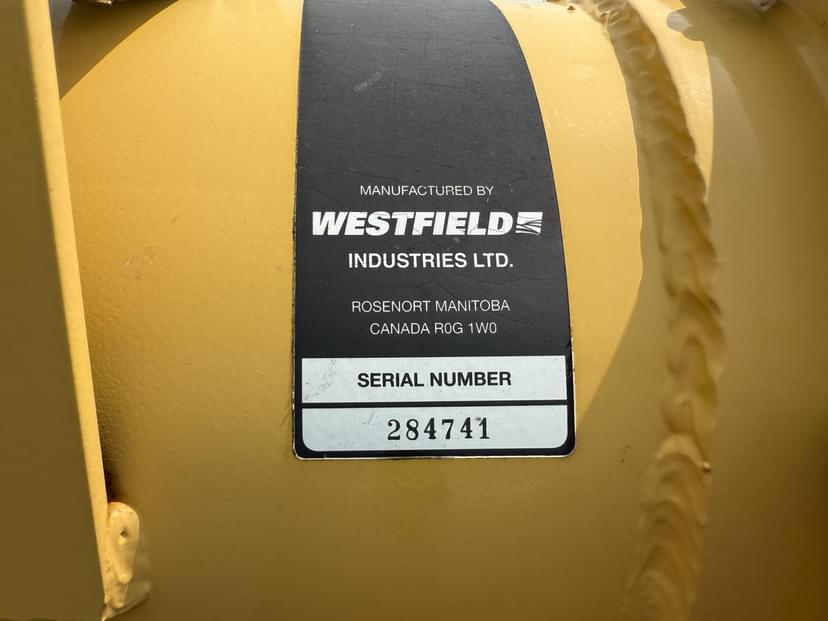 MANUFACTURED BY
WESTFIELD
INDUSTRIES LTD.
ROSENORT MANITOBA
CANADA R0G 1W0
SERIAL NUMBER
284741